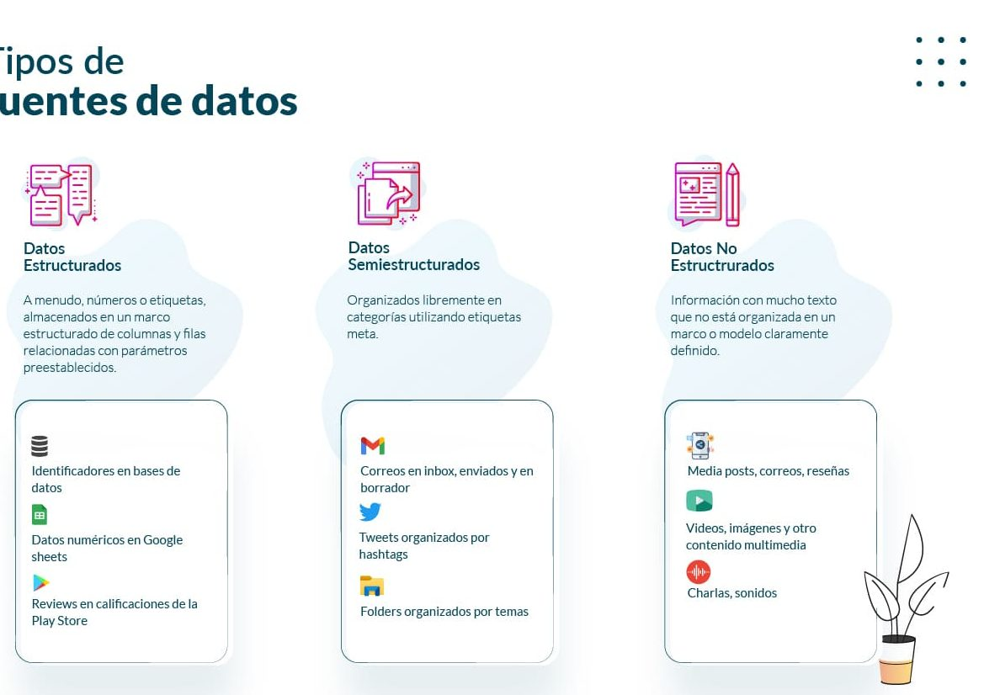 Tipos de
uentes de datos
Datos
Estructurados
A menudo, números o etiquetas,
almacenados en un marco
estructurado de columnas y filas
relacionadas con parámetros
preestablecidos.
Identificadores en bases de
datos
Datos numéricos en Google
sheets
Reviews en calificaciones de la
Play Store
Datos
Semiestructurados
Organizados libremente en
categorías utilizando etiquetas
meta.
Correos en inbox, enviados y en
borrador
Tweets organizados por
hashtags
Folders organizados por temas
Datos No
Estructrurados
Información con mucho texto
que no está organizada en un
marco o modelo claramente
definido.
Media posts, correos, reseñas
Videos, imágenes y otro
contenido multimedia
Charlas, sonidos